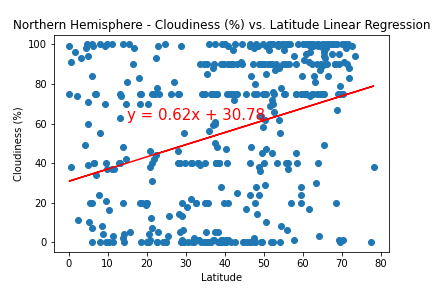 Northern Hemisphere - Cloudiness (%) vs. Latitude Linear Regression
100
80
60
40
20
0
Cloudiness (%)
y = 0.62x + 30.78
0 10 20 30 40 50 60 70 80
Latitude